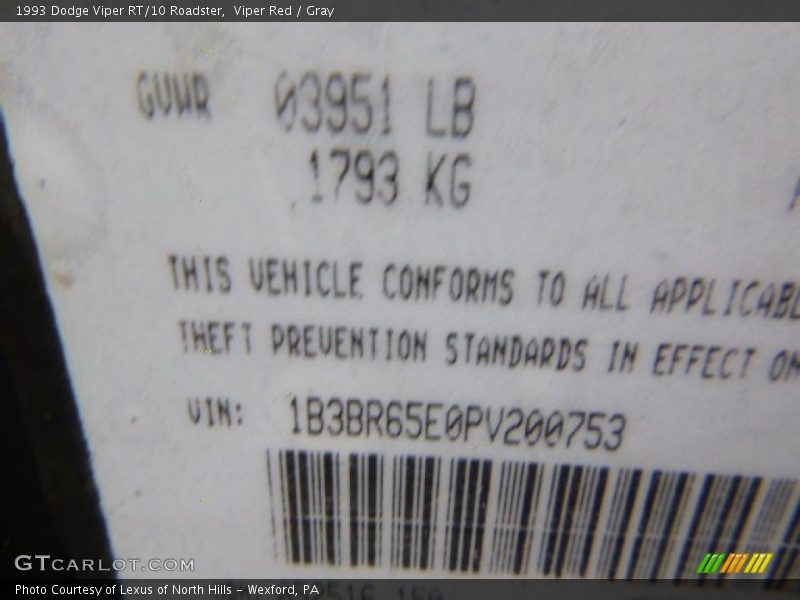 1993 Dodge Viper RT/10 Roadster,  Viper Red / Gray
GVWR 03951 LB
1793 KG
THIS VEHICLE CONFORMS TO ALL APPLICABL
THEFT PREVENTION STANDARDS IN EFFECT ON
VIN: 1B3BR65E0PV200753
GTCARLOT.COM
Photo Courtesy of Lexus of North Hills – Wexford, PA